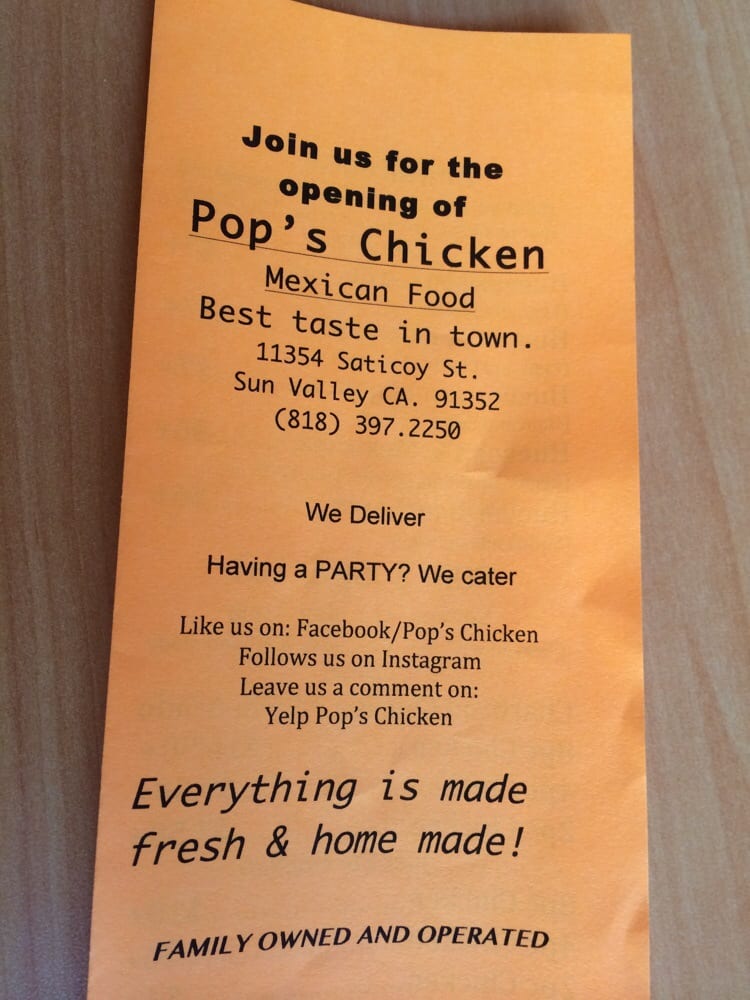 Join us for the
opening of
Pop's Chicken
Mexican Food
Best taste in town.
11354 Saticoy St.
Sun Valley CA. 91352
(818) 397.2250
We Deliver
Having a PARTY? We cater
Like us on: Facebook/Pop's Chicken
Follows us on Instagram
Leave us a comment on:
Yelp Pop's Chicken
Everything is made
fresh & home made!
FAMILY OWNED AND OPERATED